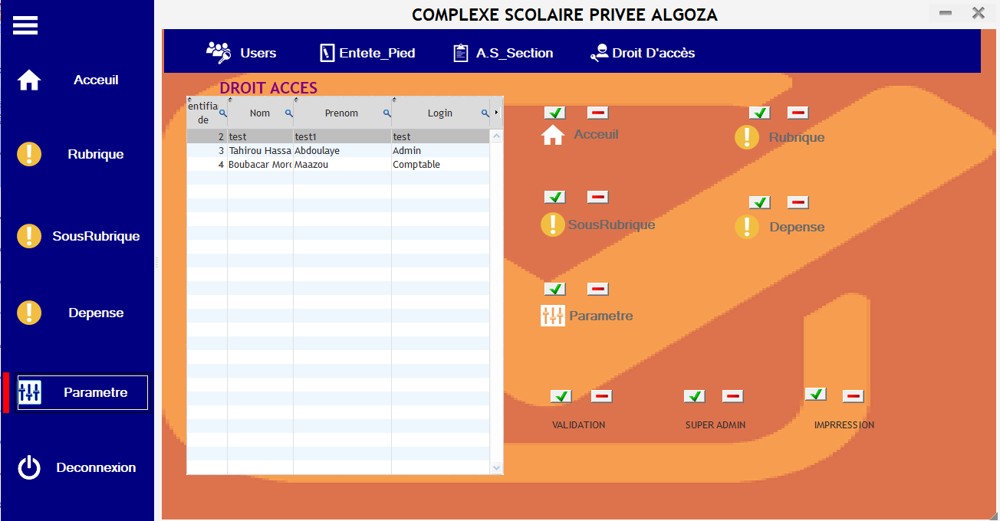 COMPLEXE SCOLAIRE PRIVEE ALGOZA
Acceuil
Rubrique
SousRubrique
Depense
Parametre
Deconnexion
Users
Entete_Pied
A.S_Section
Droit D'accès
DROIT ACCES
entifia de
Nom
Prenom
Login
2 test test1 test
3 Tahirou Hassa Abdoulaye Admin
4 Boubacar Moro Maazou Comptable
Acceuil
Rubrique
SousRubrique
Depense
Parametre
VALIDATION
SUPER ADMIN
IMPRRESSION